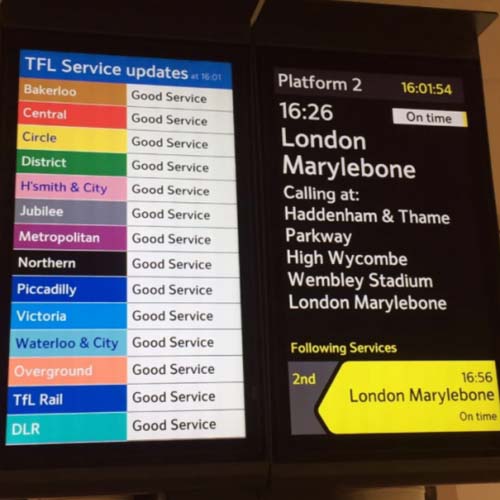 TFL Service updates at 16:01
Bakerloo Good Service
Central Good Service
Circle Good Service
District Good Service
H'smith & City Good Service
Jubilee Good Service
Metropolitan Good Service
Northern Good Service
Piccadilly Good Service
Victoria Good Service
Waterloo & City Good Service
Overground Good Service
TfL Rail Good Service
DLR Good Service
Platform 2 16:01:54
16:26 On time
London
Marylebone
Calling at:
Haddenham & Thame
Parkway
High Wycombe
Wembley Stadium
London Marylebone
Following Services
2nd 16:56
London Marylebone
On time